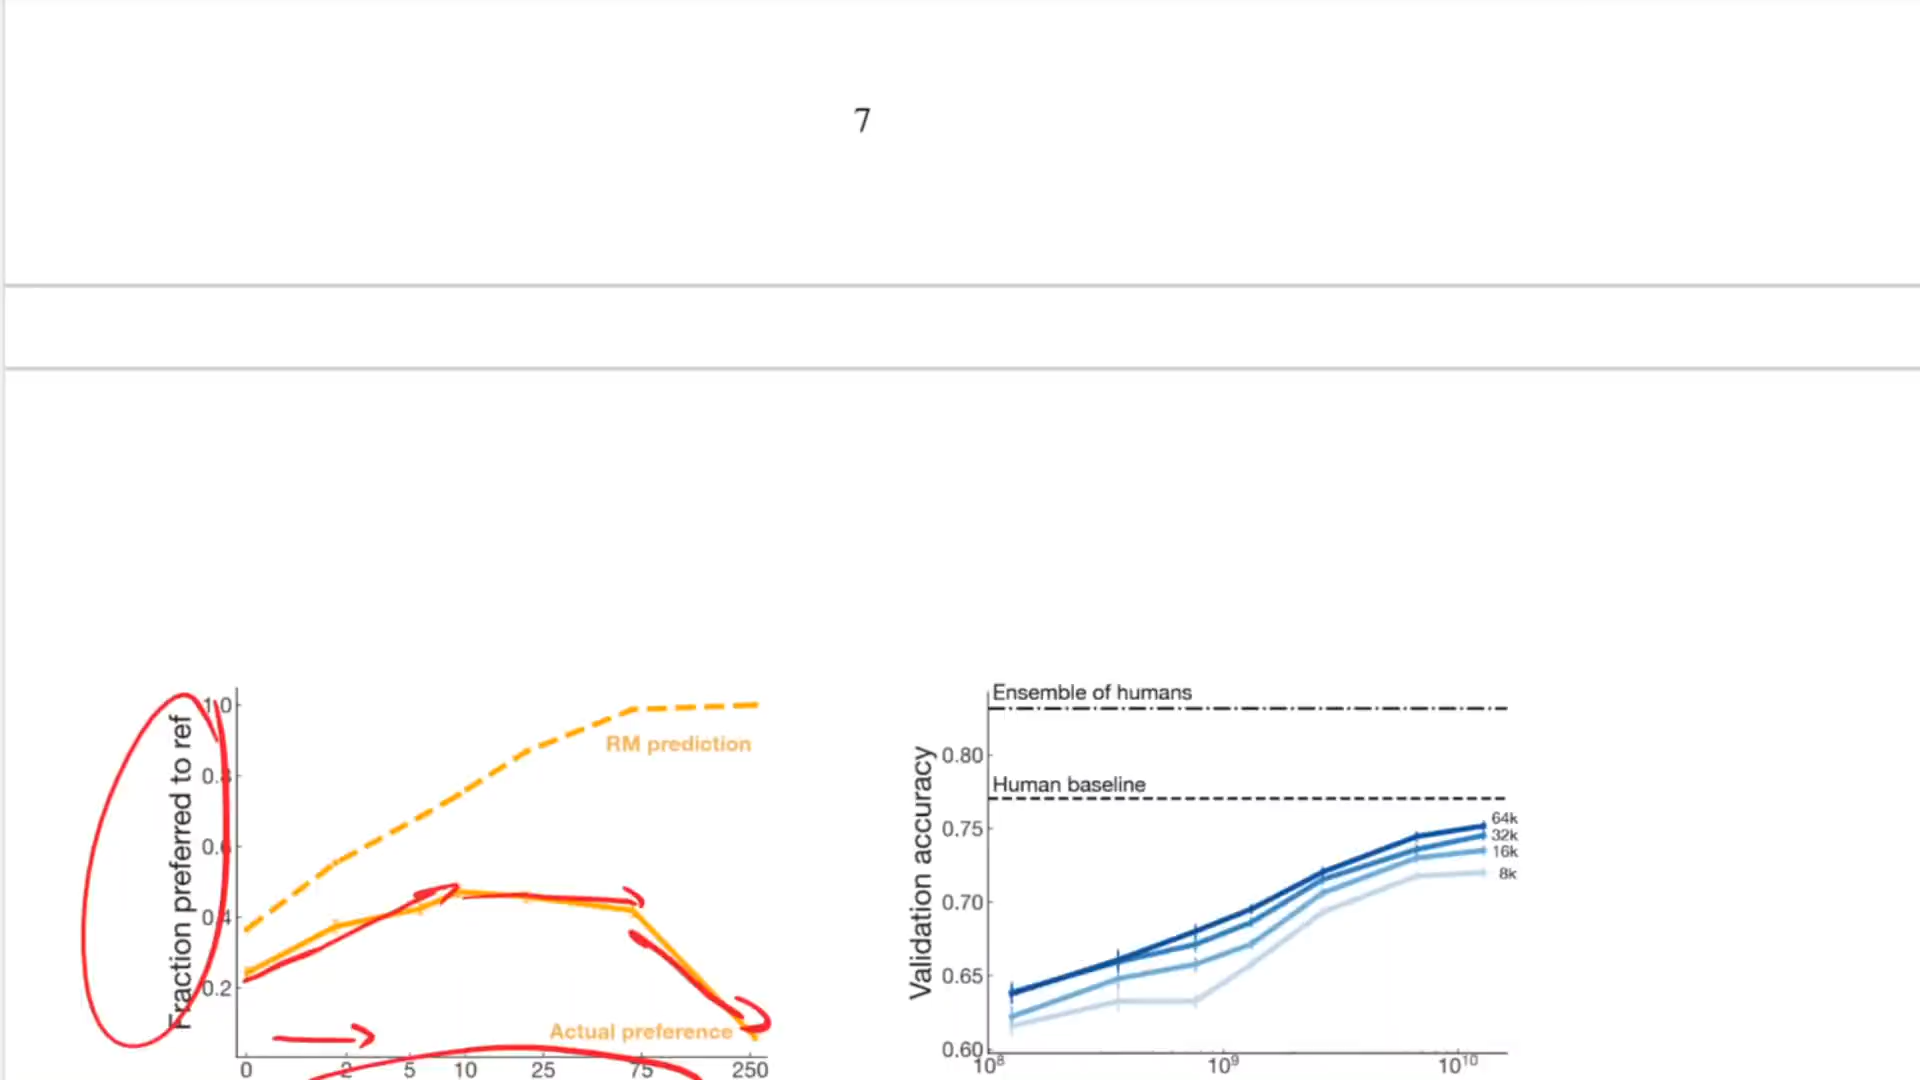 7
Fraction preferred to ref
1.0
0.8
0.6
0.4
0.2
RM prediction
Actual preference
0 2 5 10 25 75 250
Validation accuracy
Ensemble of humans
0.80
Human baseline
0.75
0.70
0.65
0.60
64k
32k
16k
8k
10⁸ 10⁹ 10¹⁰